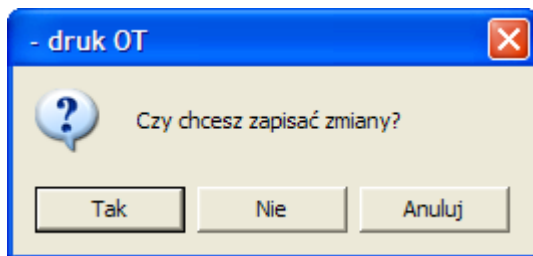 - druk OT
Czy chcesz zapisać zmiany?
Tak
Nie
Anuluj